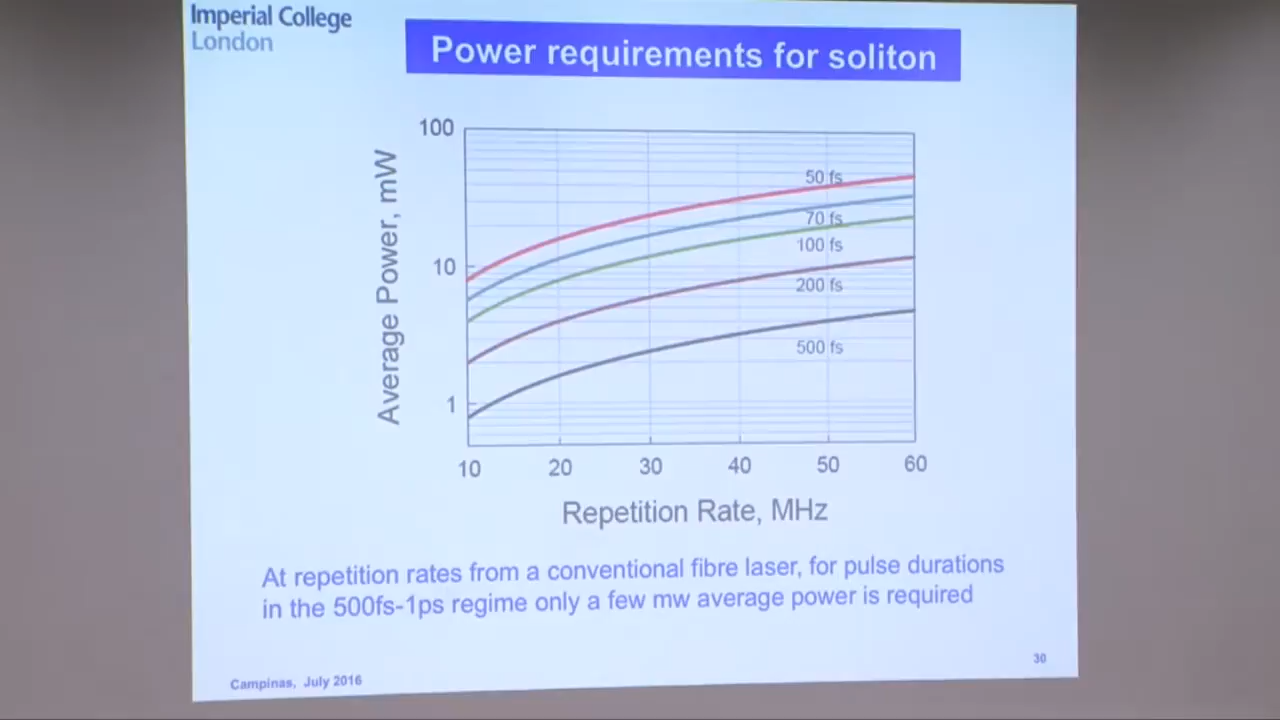 Imperial College
London
Power requirements for soliton
100
10
1
Average Power, mW
50 fs
70 fs
100 fs
200 fs
500 fs
10 20 30 40 50 60
Repetition Rate, MHz
At repetition rates from a conventional fibre laser, for pulse durations
in the 500fs-1ps regime only a few mw average power is required
30
Campinas, July 2016